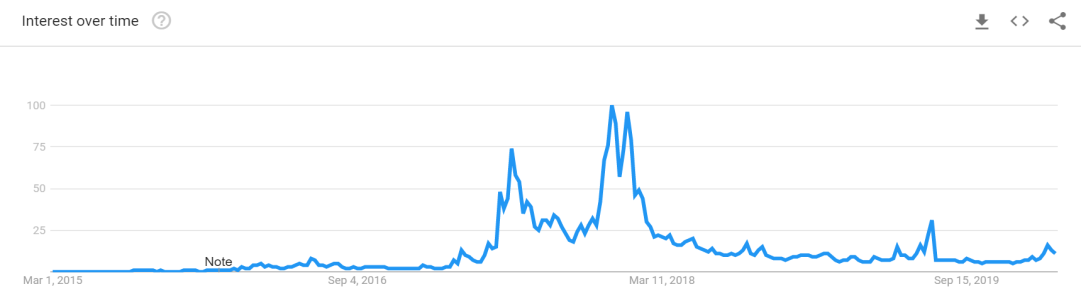 Interest over time
100
75
50
25
Note
Mar 1, 2015 Sep 4, 2016 Mar 11, 2018 Sep 15, 2019